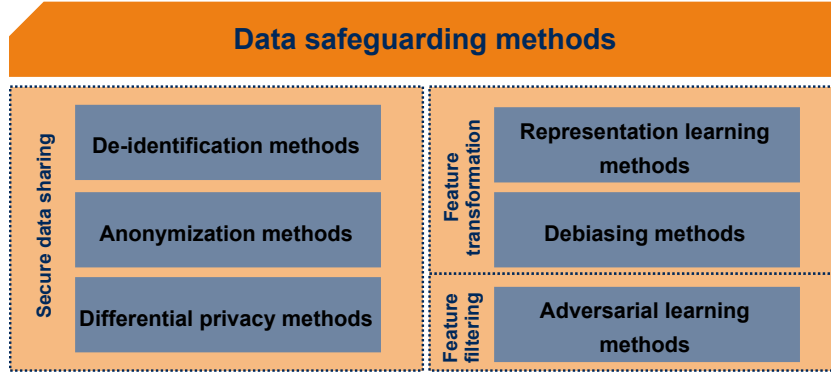 Data safeguarding methods
Secure data sharing
De-identification methods
Anonymization methods
Differential privacy methods
Feature
transformation
Representation learning
methods
Debiasing methods
Feature
filtering
Adversarial learning
methods